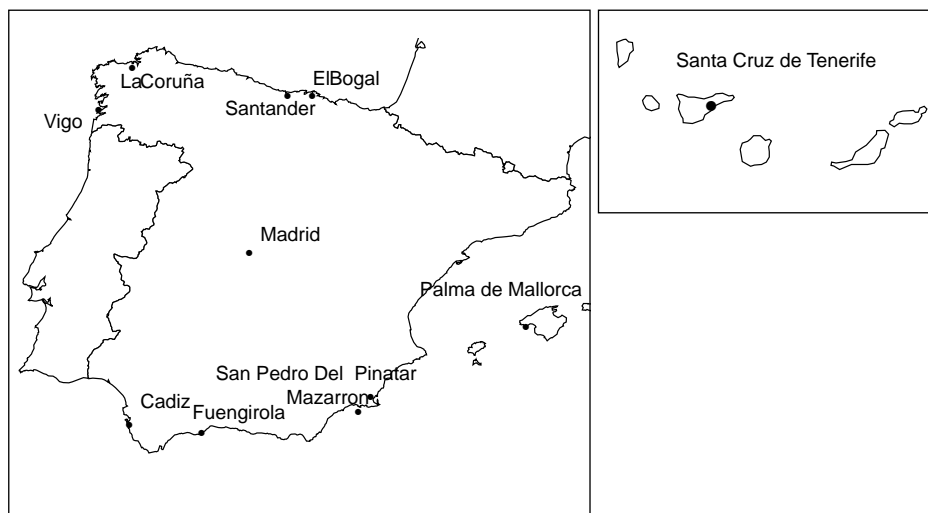 LaCoruña
ElBogal
Santander
Vigo
Madrid
Palma de Mallorca
San Pedro Del Pinatar
Mazarron
Cadiz
Fuengirola
Santa Cruz de Tenerife